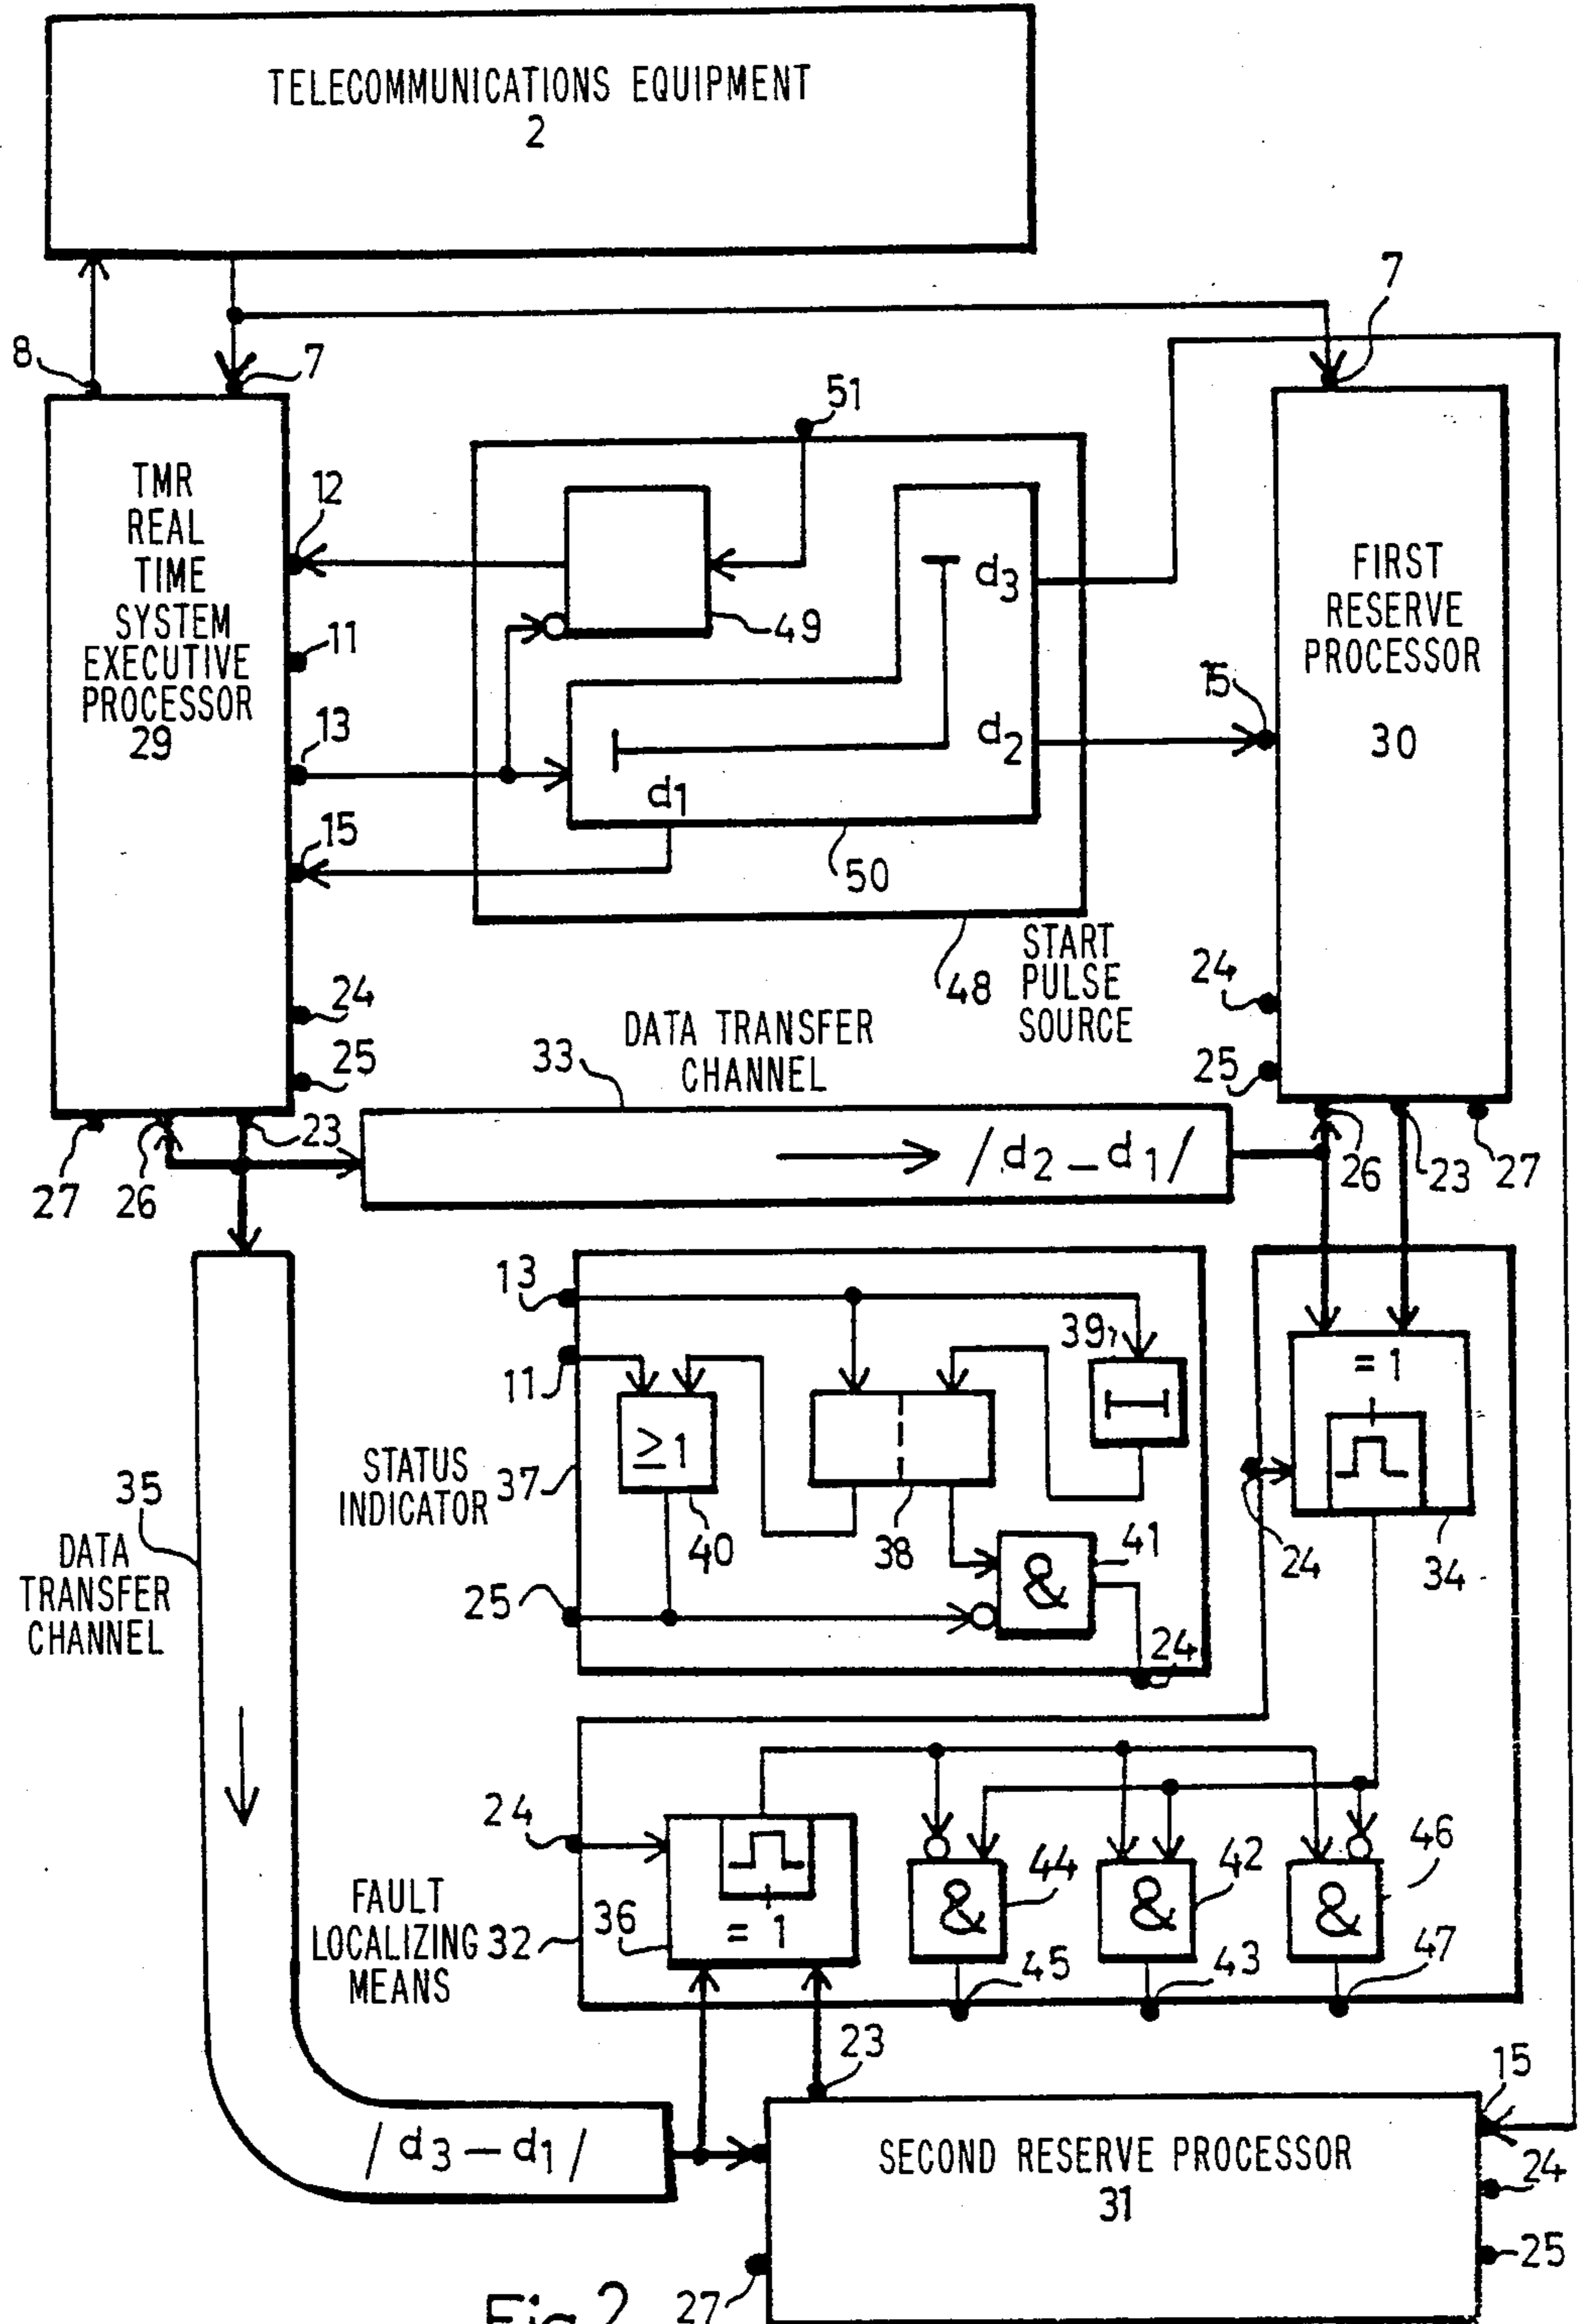 TELECOMMUNICATIONS EQUIPMENT
2
8
7
7
51
TMR
REAL
TIME
SYSTEM
EXECUTIVE
PROCESSOR
29
12
11
13
15
24
25
49
d3
d2
d1
50
48
START
PULSE
SOURCE
FIRST
RESERVE
PROCESSOR
30
15
24
25
DATA TRANSFER
CHANNEL
33
/d2-d1/
27
26
23
26
23
27
13
11
39
≥1
STATUS
INDICATOR 37
40
38
&
41
25
24
=1
24
34
35
DATA
TRANSFER
CHANNEL
24
FAULT
LOCALIZING 32
MEANS
36
=1
&
44
&
42
&
46
45
43
47
23
15
/d3-d1/
SECOND RESERVE PROCESSOR
31
24
25
27
Fig.2